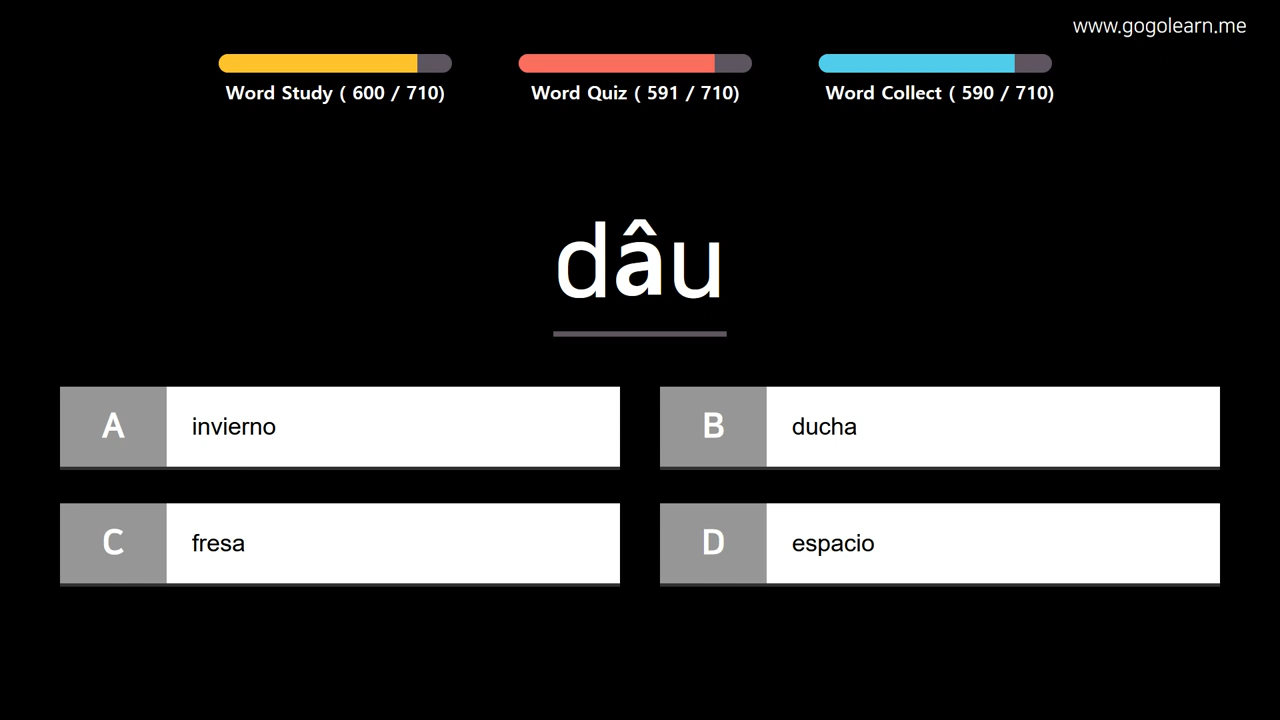 www.gogolearn.me
Word Study ( 600 / 710)
Word Quiz ( 591 / 710)
Word Collect ( 590 / 710)
dâu
A invierno
B ducha
C fresa
D espacio